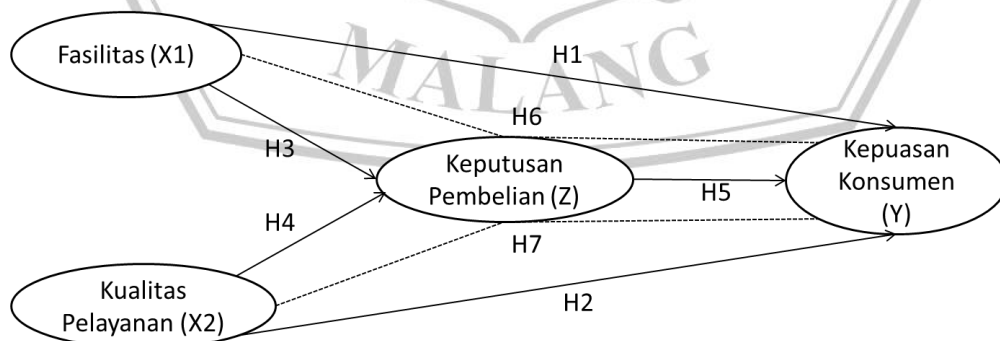 Fasilitas (X1)
H1
MALANG
H6
H3
Keputusan
Pembelian (Z)
Kepuasan
Konsumen
(Y)
H5
H4
H7
Kualitas
Pelayanan (X2)
H2